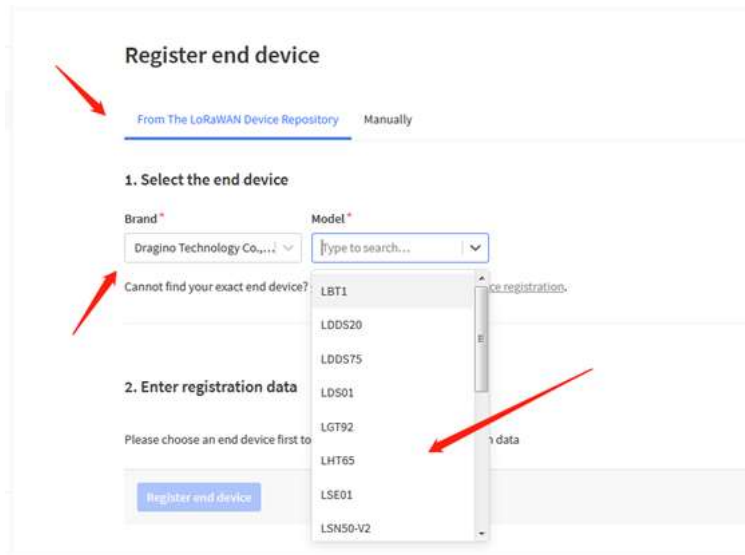 Register end device
From The LoRaWAN Device Repository Manually
1. Select the end device
Brand * Model *
Dragino Technology Co.,... Type to search...
Cannot find your exact end device? ce registration.
LBT1
LDDS20
LDDS75
LDS01
2. Enter registration data
LGT92
Please choose an end device first to n data
LHT65
Register end device
LSE01
LSN50-V2